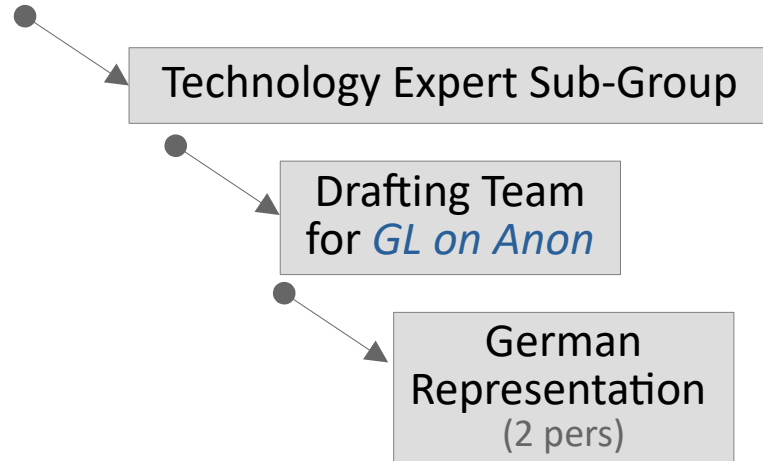 Technology Expert Sub-Group
Drafting Team
for GL on Anon
German
Representation
(2 pers)